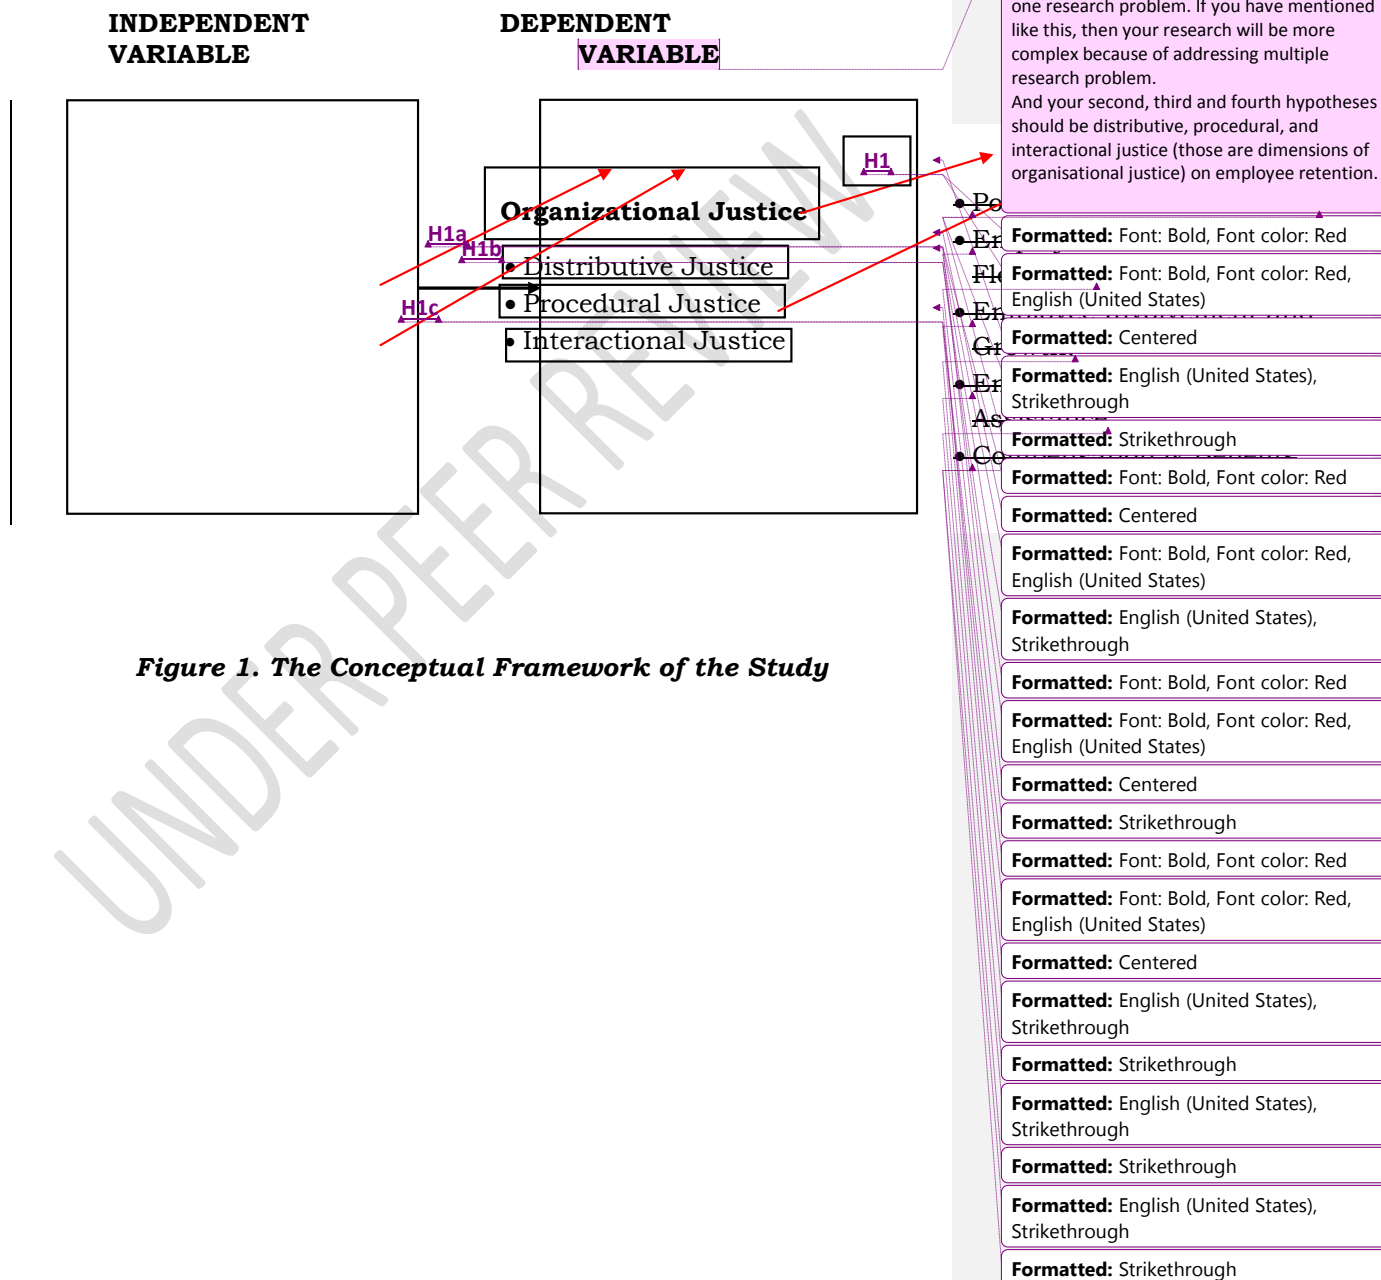 INDEPENDENT
VARIABLE
DEPENDENT
VARIABLE
H1
Organizational Justice
H1a
H1b
• Distributive Justice
• Procedural Justice
H1c
• Interactional Justice
Figure 1. The Conceptual Framework of the Study
UNDER PEER REVIEW
one research problem. If you have mentioned
like this, then your research will be more
complex because of addressing multiple
research problem.
And your second, third and fourth hypotheses
should be distributive, procedural, and
interactional justice (those are dimensions of
organisational justice) on employee retention.
• Po
• En
Fle
• En
Gr
• En
As
• Co
Formatted: Font: Bold, Font color: Red
Formatted: Font: Bold, Font color: Red,
English (United States)
Formatted: Centered
Formatted: English (United States),
Strikethrough
Formatted: Strikethrough
Formatted: Font: Bold, Font color: Red
Formatted: Centered
Formatted: Font: Bold, Font color: Red,
English (United States)
Formatted: English (United States),
Strikethrough
Formatted: Font: Bold, Font color: Red
Formatted: Font: Bold, Font color: Red,
English (United States)
Formatted: Centered
Formatted: Strikethrough
Formatted: Font: Bold, Font color: Red
Formatted: Font: Bold, Font color: Red,
English (United States)
Formatted: Centered
Formatted: English (United States),
Strikethrough
Formatted: Strikethrough
Formatted: English (United States),
Strikethrough
Formatted: Strikethrough
Formatted: English (United States),
Strikethrough
Formatted: Strikethrough